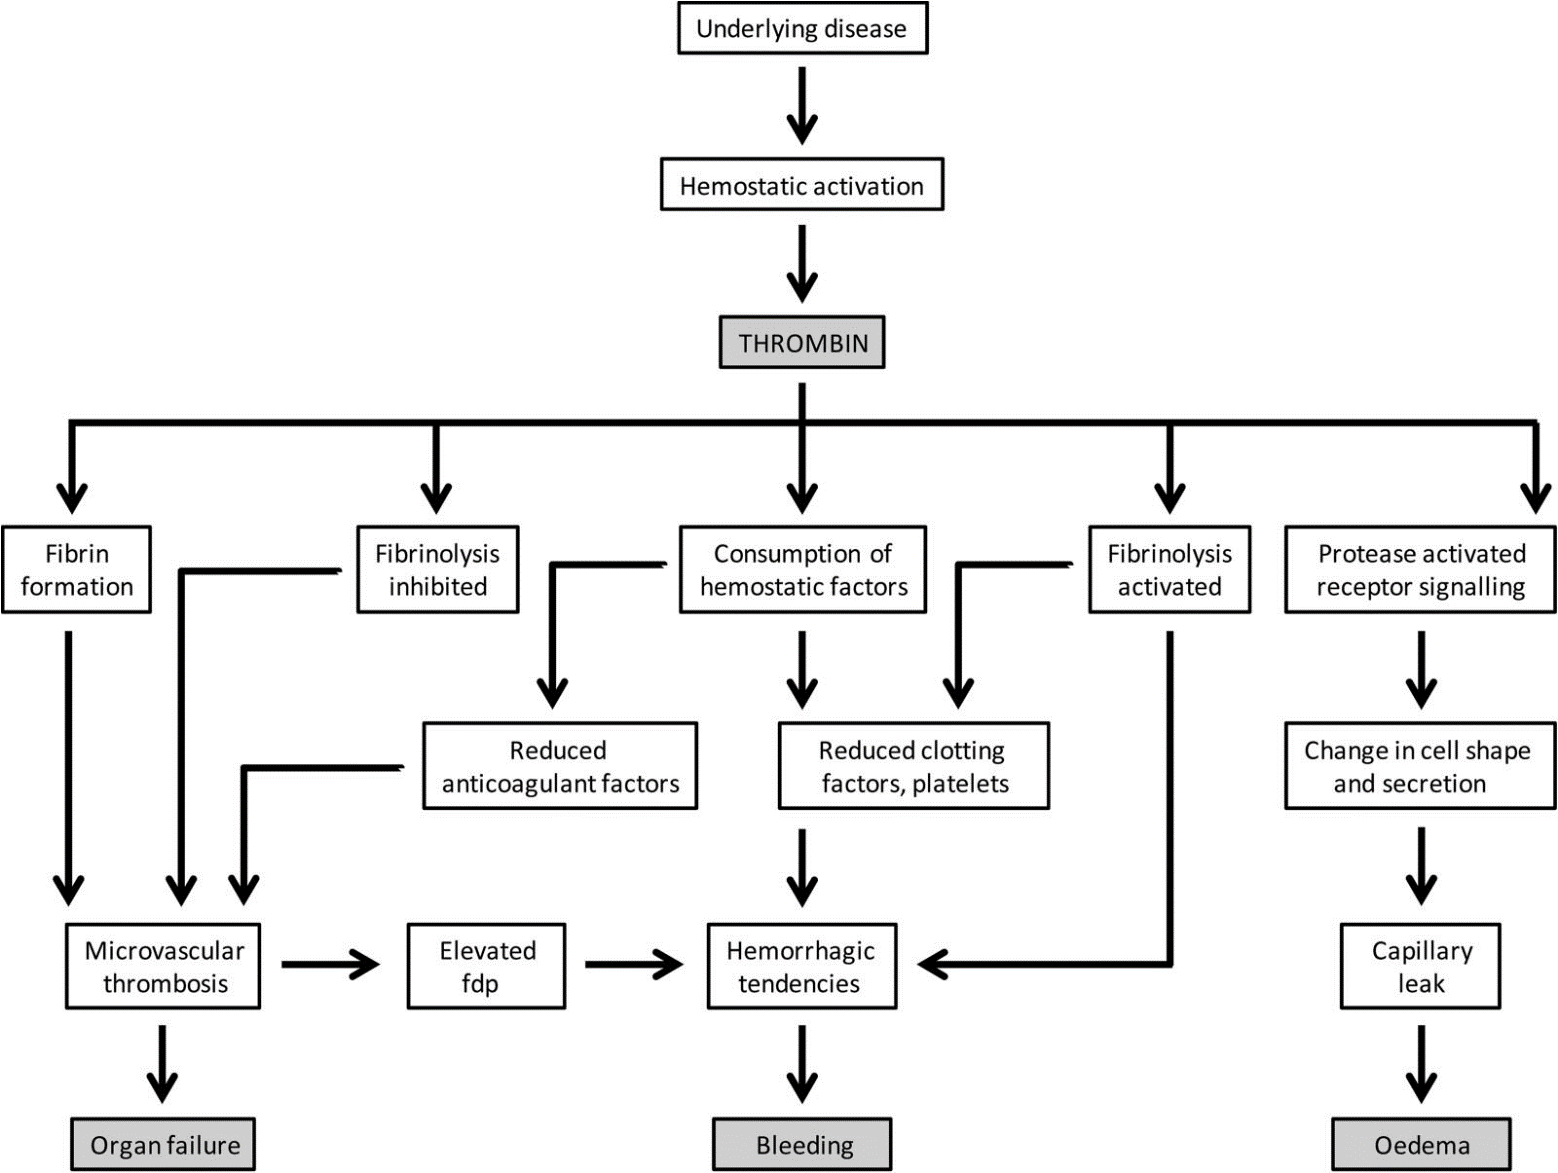 Underlying disease
Hemostatic activation
THROMBIN
Fibrin
formation
Fibrinolysis
inhibited
Consumption of
hemostatic factors
Fibrinolysis
activated
Protease activated
receptor signalling
Reduced
anticoagulant factors
Reduced clotting
factors, platelets
Change in cell shape
and secretion
Microvascular
thrombosis
Elevated
fdp
Hemorrhagic
tendencies
Capillary
leak
Organ failure
Bleeding
Oedema